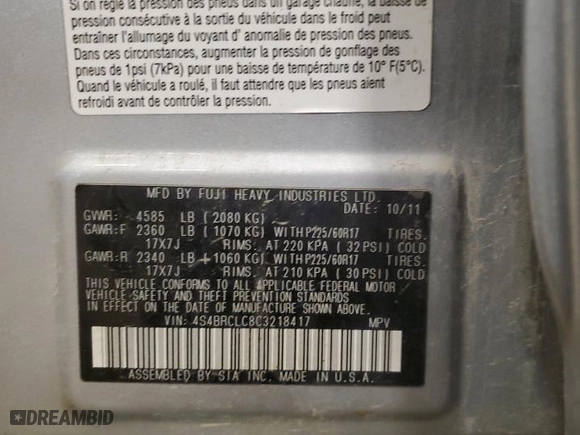 Si on règle la pression des pneus dans un garage chauffé, la baisse de
pression consécutive à la sortie du véhicule dans le froid peut
entraîner l'allumage du voyant d' anomalie de pression des pneus.
Dans ces circonstances, augmenter la pression de gonflage des
pneus de 1psi (7kPa) pour une baisse de température de 10° F(5°C).
Quand le véhicule a roulé, il faut attendre que les pneus aient
refroidi avant de contrôler la pression.
MFD BY FUJI HEAVY INDUSTRIES LTD.
DATE: 10/11
GVWR: 4585 LB ( 2080 KG)
GAWR:F 2360 LB ( 1070 KG) WITH P225/60R17 TIRES.
17X7J RIMS. AT 220 KPA ( 32 PSI) COLD
GAWR:R 2340 LB ( 1060 KG) WITH P225/60R17 TIRES.
17X7J RIMS. AT 210 KPA ( 30 PSI) COLD
THIS VEHICLE CONFORMS TO ALL APPLICABLE FEDERAL MOTOR
VEHICLE SAFETY AND THEFT PREVENTION STANDARDS
IN EFFECT ON THE DATE OF MANUFACTURE SHOWN ABOVE.
VIN: 4S4BRCLC8C3218417 MPV
ASSEMBLED BY SIA INC. MADE IN U.S.A.
DREAMBID